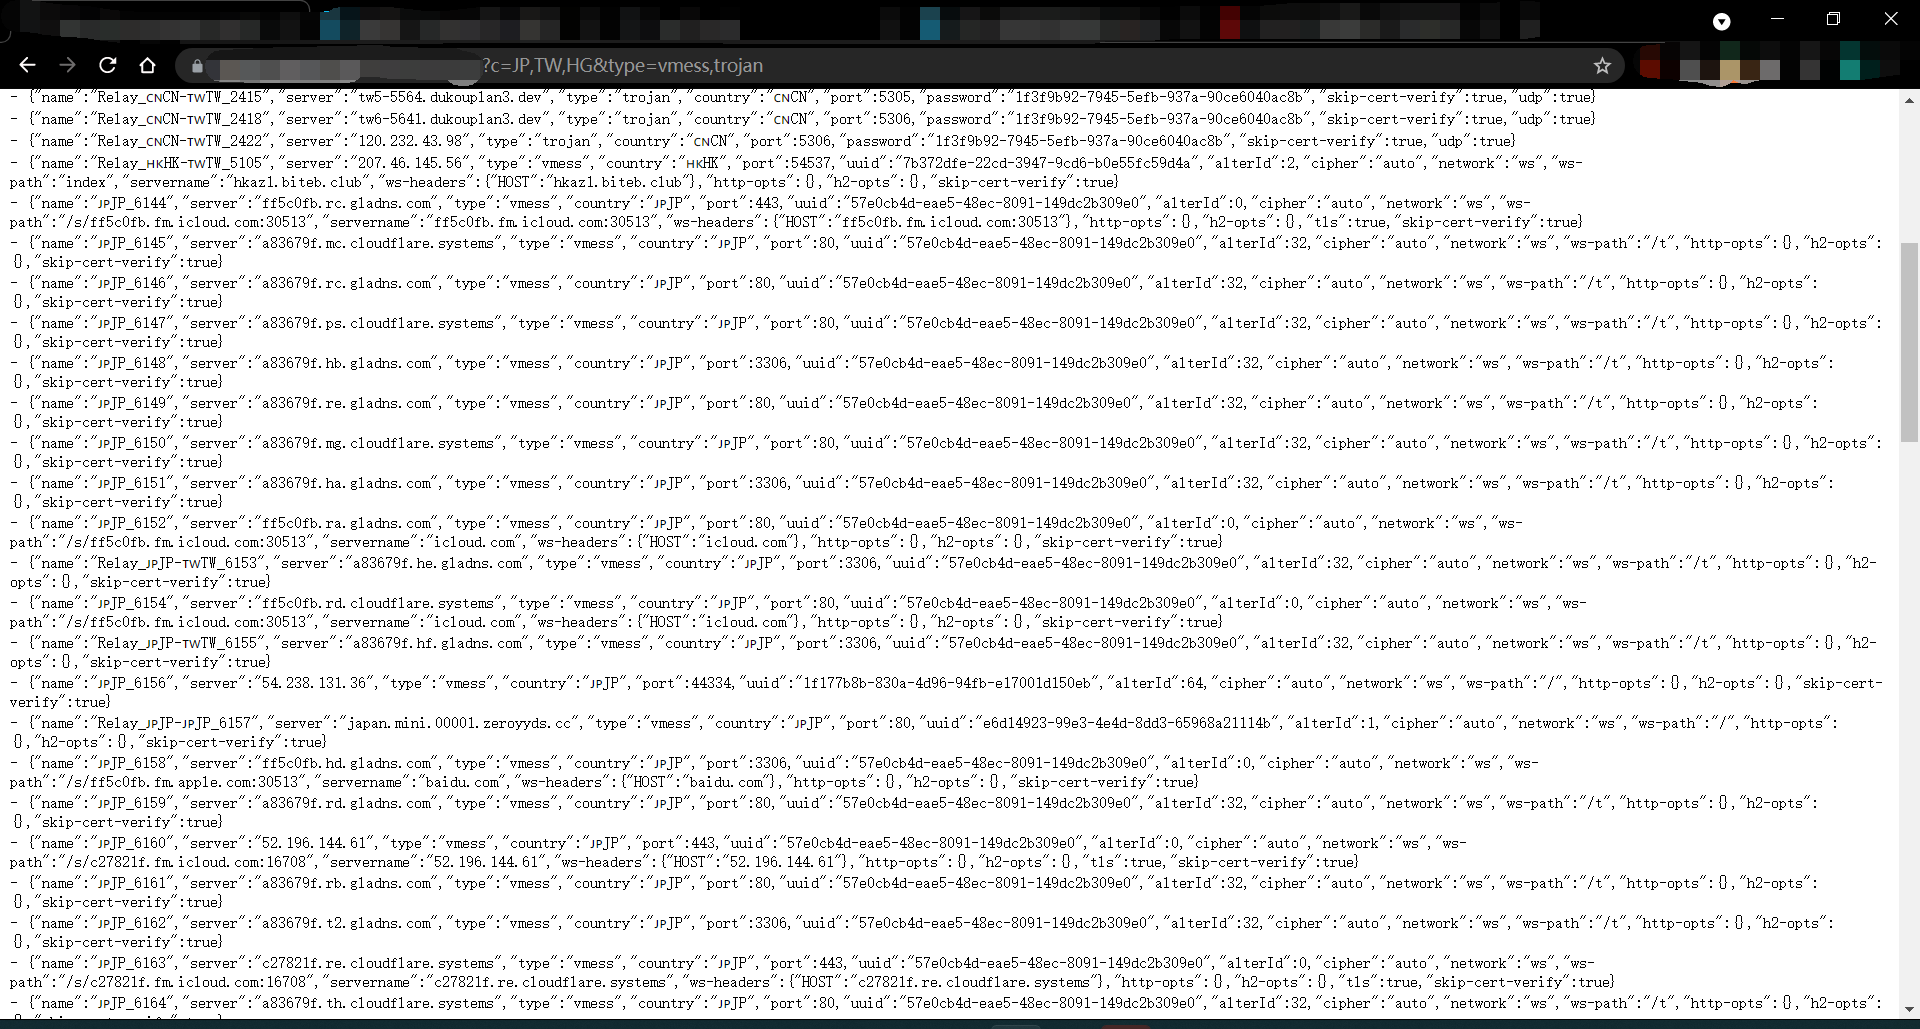 ?c=JP,TW,HG&type=vmess,trojan
- {"name":"Relay_CNCN-TWTW_2415","server":"tw5-5564.dukouplan3.dev","type":"trojan","country":"CNCN","port":5305,"password":"1f3f9b92-7945-5efb-937a-90ce6040ac8b","skip-cert-verify":true,"udp":true}
- {"name":"Relay_CNCN-TWTW_2418","server":"tw6-5641.dukouplan3.dev","type":"trojan","country":"CNCN","port":5306,"password":"1f3f9b92-7945-5efb-937a-90ce6040ac8b","skip-cert-verify":true,"udp":true}
- {"name":"Relay_CNCN-TWTW_2422","server":"120.232.43.98","type":"trojan","country":"CNCN","port":5306,"password":"1f3f9b92-7945-5efb-937a-90ce6040ac8b","skip-cert-verify":true,"udp":true}
- {"name":"Relay_HKHK-TWTW_5105","server":"207.46.145.56","type":"vmess","country":"HKHK","port":54537,"uuid":"7b372dfe-22cd-3947-9cd6-b0e55fc59d4a","alterId":2,"cipher":"auto","network":"ws","ws-
path":"index","servername":"hkaz1.biteb.club","ws-headers":{"HOST":"hkaz1.biteb.club"},"http-opts":{},"h2-opts":{},"skip-cert-verify":true}
- {"name":"JPJP_6144","server":"ff5c0fb.rc.gladns.com","type":"vmess","country":"JPJP","port":443,"uuid":"57e0cb4d-eae5-48ec-8091-149dc2b309e0","alterId":0,"cipher":"auto","network":"ws","ws-
path":"/s/ff5c0fb.fm.icloud.com:30513","servername":"ff5c0fb.fm.icloud.com:30513","ws-headers":{"HOST":"ff5c0fb.fm.icloud.com:30513"},"http-opts":{},"h2-opts":{},"tls":true,"skip-cert-verify":true}
- {"name":"JPJP_6145","server":"a83679f.mc.cloudflare.systems","type":"vmess","country":"JPJP","port":80,"uuid":"57e0cb4d-eae5-48ec-8091-149dc2b309e0","alterId":32,"cipher":"auto","network":"ws","ws-path":"/t","http-opts":{},"h2-opts":
{},"skip-cert-verify":true}
- {"name":"JPJP_6146","server":"a83679f.rc.gladns.com","type":"vmess","country":"JPJP","port":80,"uuid":"57e0cb4d-eae5-48ec-8091-149dc2b309e0","alterId":32,"cipher":"auto","network":"ws","ws-path":"/t","http-opts":{},"h2-opts":
{},"skip-cert-verify":true}
- {"name":"JPJP_6147","server":"a83679f.ps.cloudflare.systems","type":"vmess","country":"JPJP","port":80,"uuid":"57e0cb4d-eae5-48ec-8091-149dc2b309e0","alterId":32,"cipher":"auto","network":"ws","ws-path":"/t","http-opts":{},"h2-opts":
{},"skip-cert-verify":true}
- {"name":"JPJP_6148","server":"a83679f.hb.gladns.com","type":"vmess","country":"JPJP","port":3306,"uuid":"57e0cb4d-eae5-48ec-8091-149dc2b309e0","alterId":32,"cipher":"auto","network":"ws","ws-path":"/t","http-opts":{},"h2-opts":
{},"skip-cert-verify":true}
- {"name":"JPJP_6149","server":"a83679f.re.gladns.com","type":"vmess","country":"JPJP","port":80,"uuid":"57e0cb4d-eae5-48ec-8091-149dc2b309e0","alterId":32,"cipher":"auto","network":"ws","ws-path":"/t","http-opts":{},"h2-opts":
{},"skip-cert-verify":true}
- {"name":"JPJP_6150","server":"a83679f.mg.cloudflare.systems","type":"vmess","country":"JPJP","port":80,"uuid":"57e0cb4d-eae5-48ec-8091-149dc2b309e0","alterId":32,"cipher":"auto","network":"ws","ws-path":"/t","http-opts":{},"h2-opts":
{},"skip-cert-verify":true}
- {"name":"JPJP_6151","server":"a83679f.ha.gladns.com","type":"vmess","country":"JPJP","port":3306,"uuid":"57e0cb4d-eae5-48ec-8091-149dc2b309e0","alterId":32,"cipher":"auto","network":"ws","ws-path":"/t","http-opts":{},"h2-opts":
{},"skip-cert-verify":true}
- {"name":"JPJP_6152","server":"ff5c0fb.ra.gladns.com","type":"vmess","country":"JPJP","port":80,"uuid":"57e0cb4d-eae5-48ec-8091-149dc2b309e0","alterId":0,"cipher":"auto","network":"ws","ws-
path":"/s/ff5c0fb.fm.icloud.com:30513","servername":"icloud.com","ws-headers":{"HOST":"icloud.com"},"http-opts":{},"h2-opts":{},"skip-cert-verify":true}
- {"name":"Relay_JPJP-TWTW_6153","server":"a83679f.he.gladns.com","type":"vmess","country":"JPJP","port":3306,"uuid":"57e0cb4d-eae5-48ec-8091-149dc2b309e0","alterId":32,"cipher":"auto","network":"ws","ws-path":"/t","http-opts":{},"h2-
opts":{},"skip-cert-verify":true}
- {"name":"JPJP_6154","server":"ff5c0fb.rd.cloudflare.systems","type":"vmess","country":"JPJP","port":80,"uuid":"57e0cb4d-eae5-48ec-8091-149dc2b309e0","alterId":0,"cipher":"auto","network":"ws","ws-
path":"/s/ff5c0fb.fm.icloud.com:30513","servername":"icloud.com","ws-headers":{"HOST":"icloud.com"},"http-opts":{},"h2-opts":{},"skip-cert-verify":true}
- {"name":"Relay_JPJP-TWTW_6155","server":"a83679f.hf.gladns.com","type":"vmess","country":"JPJP","port":3306,"uuid":"57e0cb4d-eae5-48ec-8091-149dc2b309e0","alterId":32,"cipher":"auto","network":"ws","ws-path":"/t","http-opts":{},"h2-
opts":{},"skip-cert-verify":true}
- {"name":"JPJP_6156","server":"54.238.131.36","type":"vmess","country":"JPJP","port":44334,"uuid":"1f177b8b-830a-4d96-94fb-e17001d150eb","alterId":64,"cipher":"auto","network":"ws","ws-path":"/","http-opts":{},"h2-opts":{},"skip-cert-
verify":true}
- {"name":"Relay_JPJP-JPJP_6157","server":"japan.mini.00001.zeroyyds.cc","type":"vmess","country":"JPJP","port":80,"uuid":"e6d14923-99e3-4e4d-8dd3-65968a21114b","alterId":1,"cipher":"auto","network":"ws","ws-path":"/","http-opts":
{},"h2-opts":{},"skip-cert-verify":true}
- {"name":"JPJP_6158","server":"ff5c0fb.hd.gladns.com","type":"vmess","country":"JPJP","port":3306,"uuid":"57e0cb4d-eae5-48ec-8091-149dc2b309e0","alterId":0,"cipher":"auto","network":"ws","ws-
path":"/s/ff5c0fb.fm.apple.com:30513","servername":"baidu.com","ws-headers":{"HOST":"baidu.com"},"http-opts":{},"h2-opts":{},"skip-cert-verify":true}
- {"name":"JPJP_6159","server":"a83679f.rd.gladns.com","type":"vmess","country":"JPJP","port":80,"uuid":"57e0cb4d-eae5-48ec-8091-149dc2b309e0","alterId":32,"cipher":"auto","network":"ws","ws-path":"/t","http-opts":{},"h2-opts":
{},"skip-cert-verify":true}
- {"name":"JPJP_6160","server":"52.196.144.61","type":"vmess","country":"JPJP","port":443,"uuid":"57e0cb4d-eae5-48ec-8091-149dc2b309e0","alterId":0,"cipher":"auto","network":"ws","ws-
path":"/s/c27821f.fm.icloud.com:16708","servername":"52.196.144.61","ws-headers":{"HOST":"52.196.144.61"},"http-opts":{},"h2-opts":{},"tls":true,"skip-cert-verify":true}
- {"name":"JPJP_6161","server":"a83679f.rb.gladns.com","type":"vmess","country":"JPJP","port":80,"uuid":"57e0cb4d-eae5-48ec-8091-149dc2b309e0","alterId":32,"cipher":"auto","network":"ws","ws-path":"/t","http-opts":{},"h2-opts":
{},"skip-cert-verify":true}
- {"name":"JPJP_6162","server":"a83679f.t2.gladns.com","type":"vmess","country":"JPJP","port":3306,"uuid":"57e0cb4d-eae5-48ec-8091-149dc2b309e0","alterId":32,"cipher":"auto","network":"ws","ws-path":"/t","http-opts":{},"h2-opts":
{},"skip-cert-verify":true}
- {"name":"JPJP_6163","server":"c27821f.re.cloudflare.systems","type":"vmess","country":"JPJP","port":443,"uuid":"57e0cb4d-eae5-48ec-8091-149dc2b309e0","alterId":0,"cipher":"auto","network":"ws","ws-
path":"/s/c27821f.fm.icloud.com:16708","servername":"c27821f.re.cloudflare.systems","ws-headers":{"HOST":"c27821f.re.cloudflare.systems"},"http-opts":{},"h2-opts":{},"tls":true,"skip-cert-verify":true}
- {"name":"JPJP_6164","server":"a83679f.th.cloudflare.systems","type":"vmess","country":"JPJP","port":80,"uuid":"57e0cb4d-eae5-48ec-8091-149dc2b309e0","alterId":32,"cipher":"auto","network":"ws","ws-path":"/t","http-opts":{},"h2-opts":